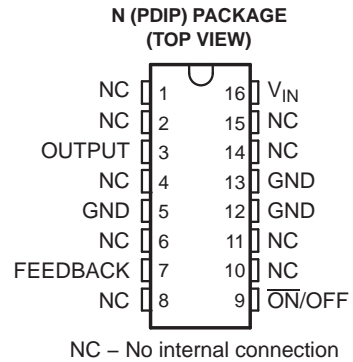 N (PDIP) PACKAGE
(TOP VIEW)
NC 1 16 V_IN
NC 2 15 NC
OUTPUT 3 14 NC
NC 4 13 GND
GND 5 12 GND
NC 6 11 NC
FEEDBACK 7 10 NC
NC 8 9 O̅N̅/OFF
NC – No internal connection